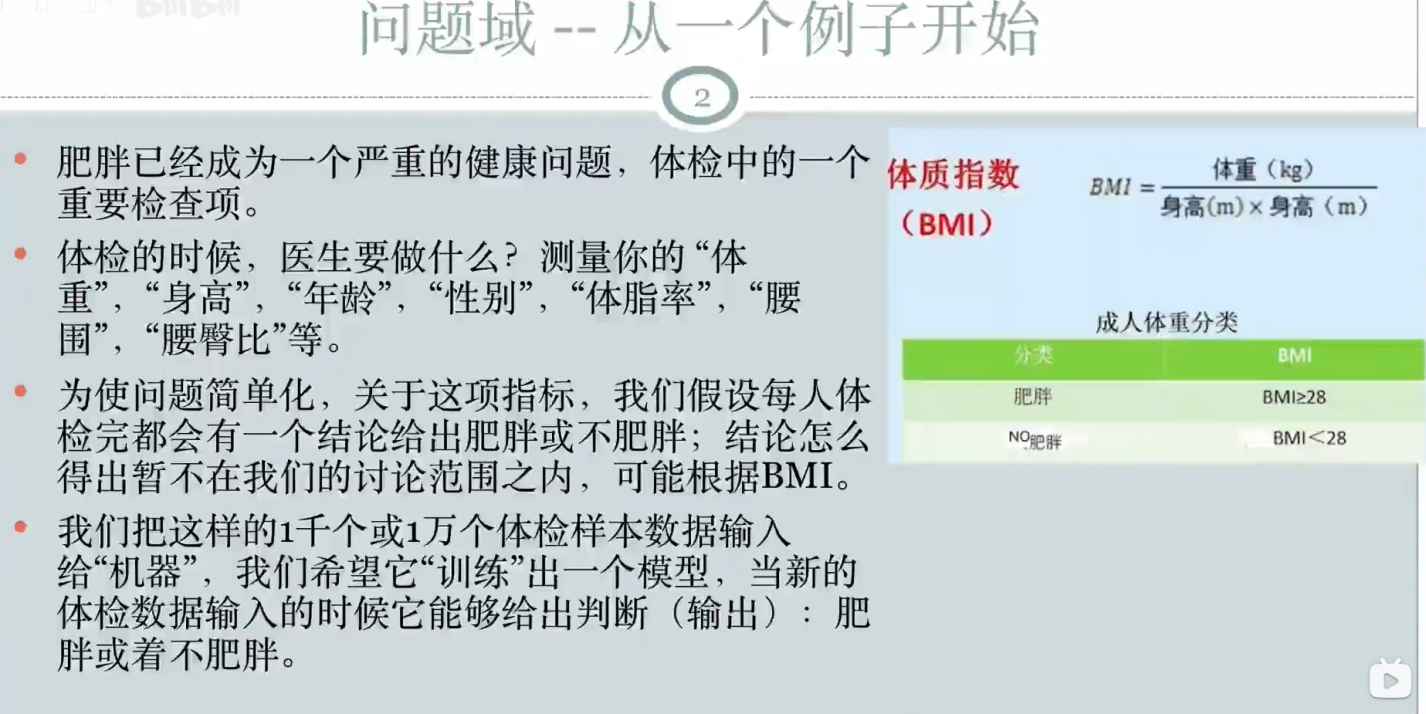 问题域 -- 从一个例子开始
2
• 肥胖已经成为一个严重的健康问题，体检中的一个
重要检查项。
• 体检的时候，医生要做什么？测量你的 “体
重”，“身高”，“年龄”，“性别”，“体脂率”，“腰
围”，“腰臀比”等。
• 为使问题简单化，关于这项指标，我们假设每人体
检完都会有一个结论给出肥胖或不肥胖；结论怎么
得出暂不在我们的讨论范围之内，可能根据BMI。
• 我们把这样的1千个或1万个体检样本数据输入
给“机器”，我们希望它“训练”出一个模型，当新的
体检数据输入的时候它能够给出判断（输出）：肥
胖或着不肥胖。
体质指数
（BMI）
BMI = 体重（kg）
身高(m)× 身高（m）
成人体重分类
分类 BMI
肥胖 BMI≥28
NO肥胖 BMI＜28